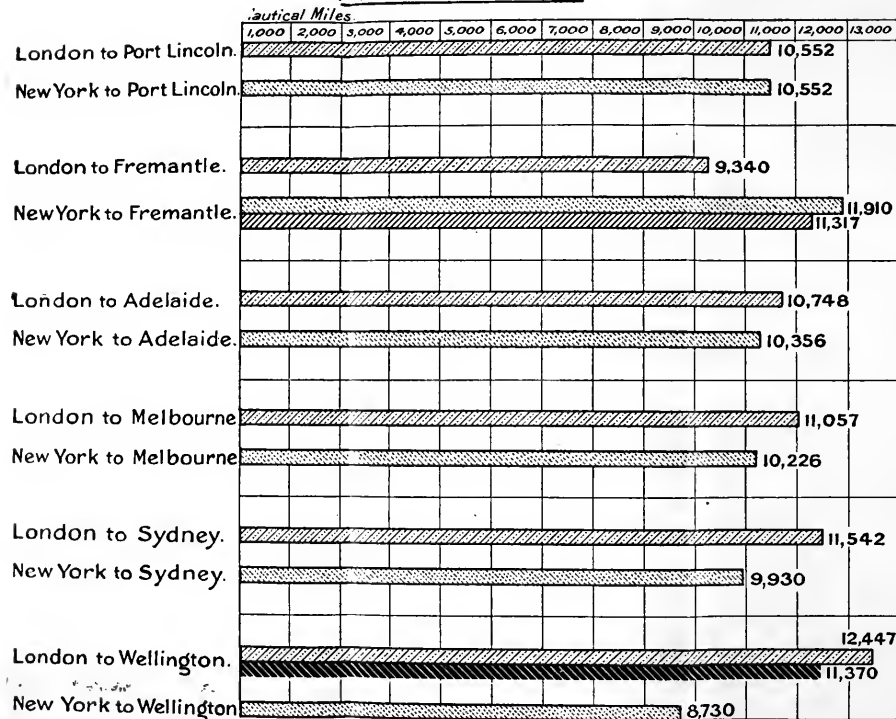 autical Miles.
1,000 2,000 3,000 4,000 5,000 6,000 7,000 8,000 9,000 10,000 11,000 12,000 13,000
London to Port Lincoln. 10,552
New York to Port Lincoln. 10,552
London to Fremantle. 9,340
New York to Fremantle. 11,910
11,317
London to Adelaide. 10,748
New York to Adelaide. 10,356
London to Melbourne 11,057
New York to Melbourne 10,226
London to Sydney. 11,542
New York to Sydney. 9,930
12,447
London to Wellington.
11,370
New York to Wellington 8,730